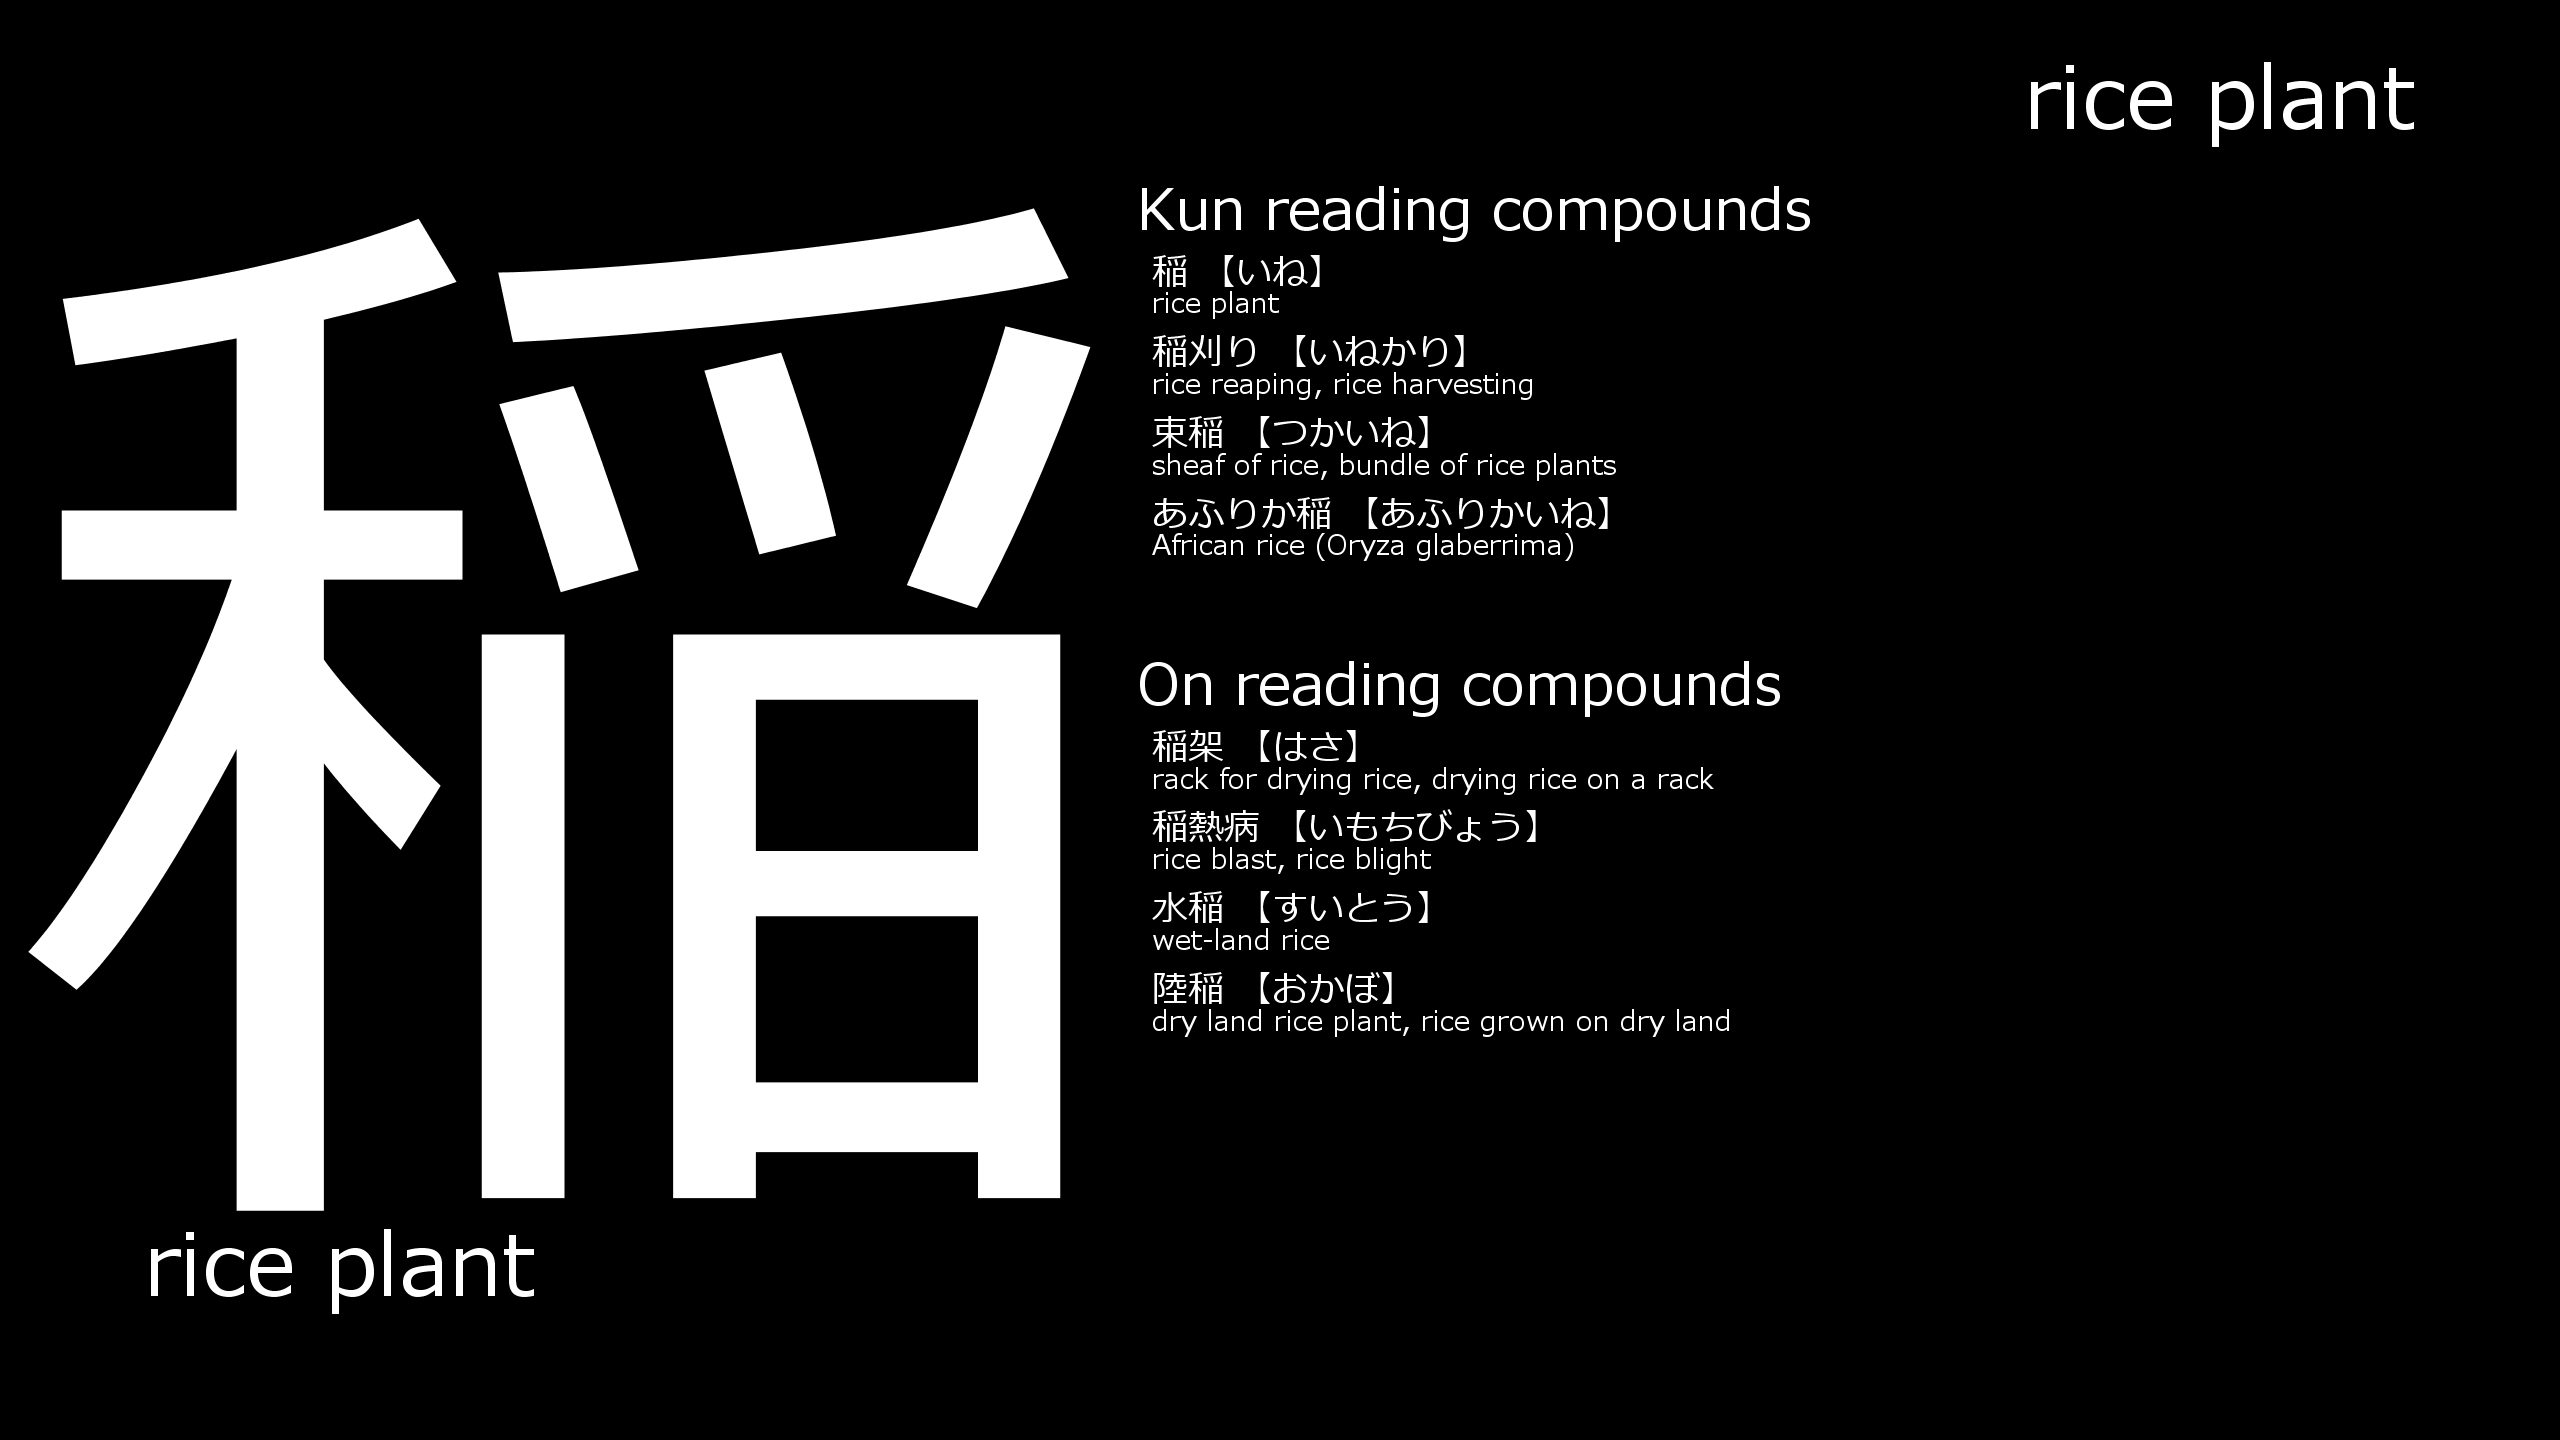 rice plant
稲
rice plant
Kun reading compounds
稲 【いね】
rice plant
稲刈り 【いねかり】
rice reaping, rice harvesting
束稲 【つかいね】
sheaf of rice, bundle of rice plants
あふりか稲 【あふりかいね】
African rice (Oryza glaberrima)
On reading compounds
稲架 【はさ】
rack for drying rice, drying rice on a rack
稲熱病 【いもちびょう】
rice blast, rice blight
水稲 【すいとう】
wet-land rice
陸稲 【おかぼ】
dry land rice plant, rice grown on dry land